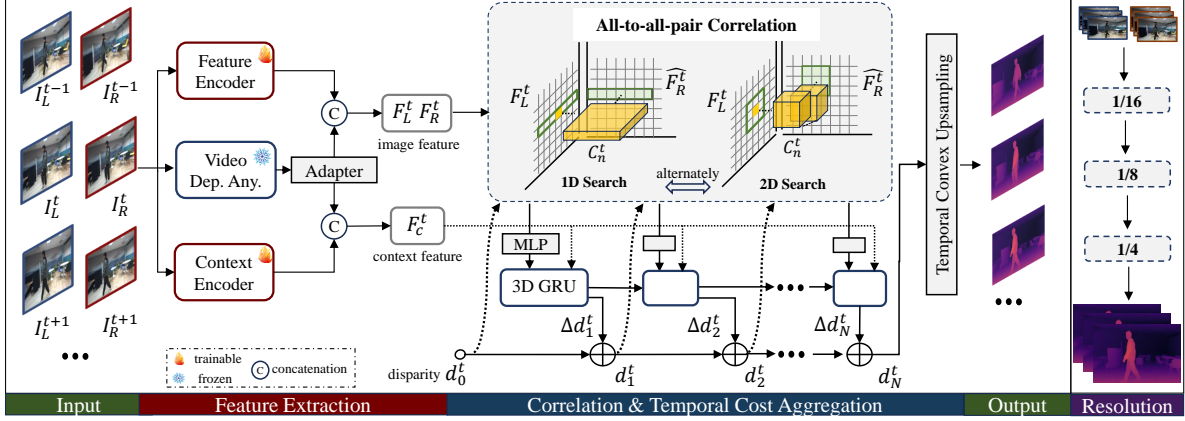 I_L^{t-1}
I_R^{t-1}
I_L^t
I_R^t
I_L^{t+1}
I_R^{t+1}
•••
Feature
Encoder
Video
Dep. Any.
Context
Encoder
Adapter
C
C
trainable
frozen
C concatenation
F_L^t F_R^t
image feature
F_c^t
context feature
All-to-all-pair Correlation
F_L^t
\widehat{F_R^t}
C_n^t
1D Search
alternately
F_L^t
\widehat{F_R^t}
C_n^t
2D Search
MLP
3D GRU
•••
Δd_1^t
Δd_2^t
Δd_N^t
disparity d_0^t
d_1^t
d_2^t
•••
d_N^t
Temporal Convex Upsampling
•••
1/16
1/8
1/4
Input
Feature Extraction
Correlation & Temporal Cost Aggregation
Output
Resolution